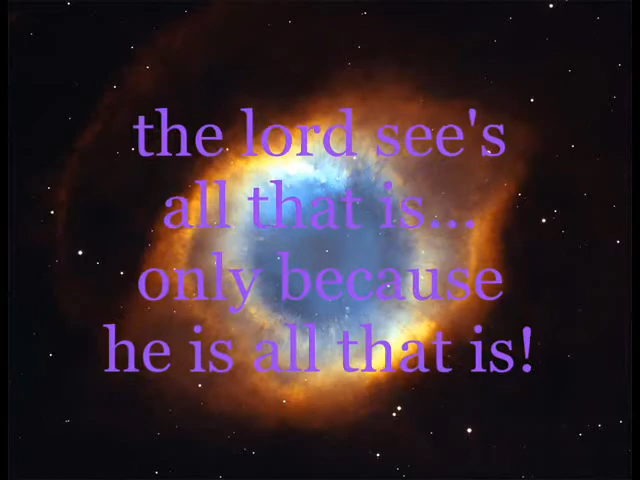 the lord see's
all that is...
only because
he is all that is!